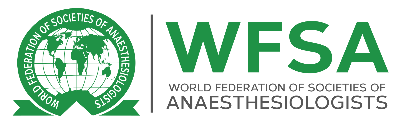 WORLD FEDERATION OF SOCIETIES OF ANAESTHESIOLOGISTS
WFSA
WORLD FEDERATION OF SOCIETIES OF
ANAESTHESIOLOGISTS